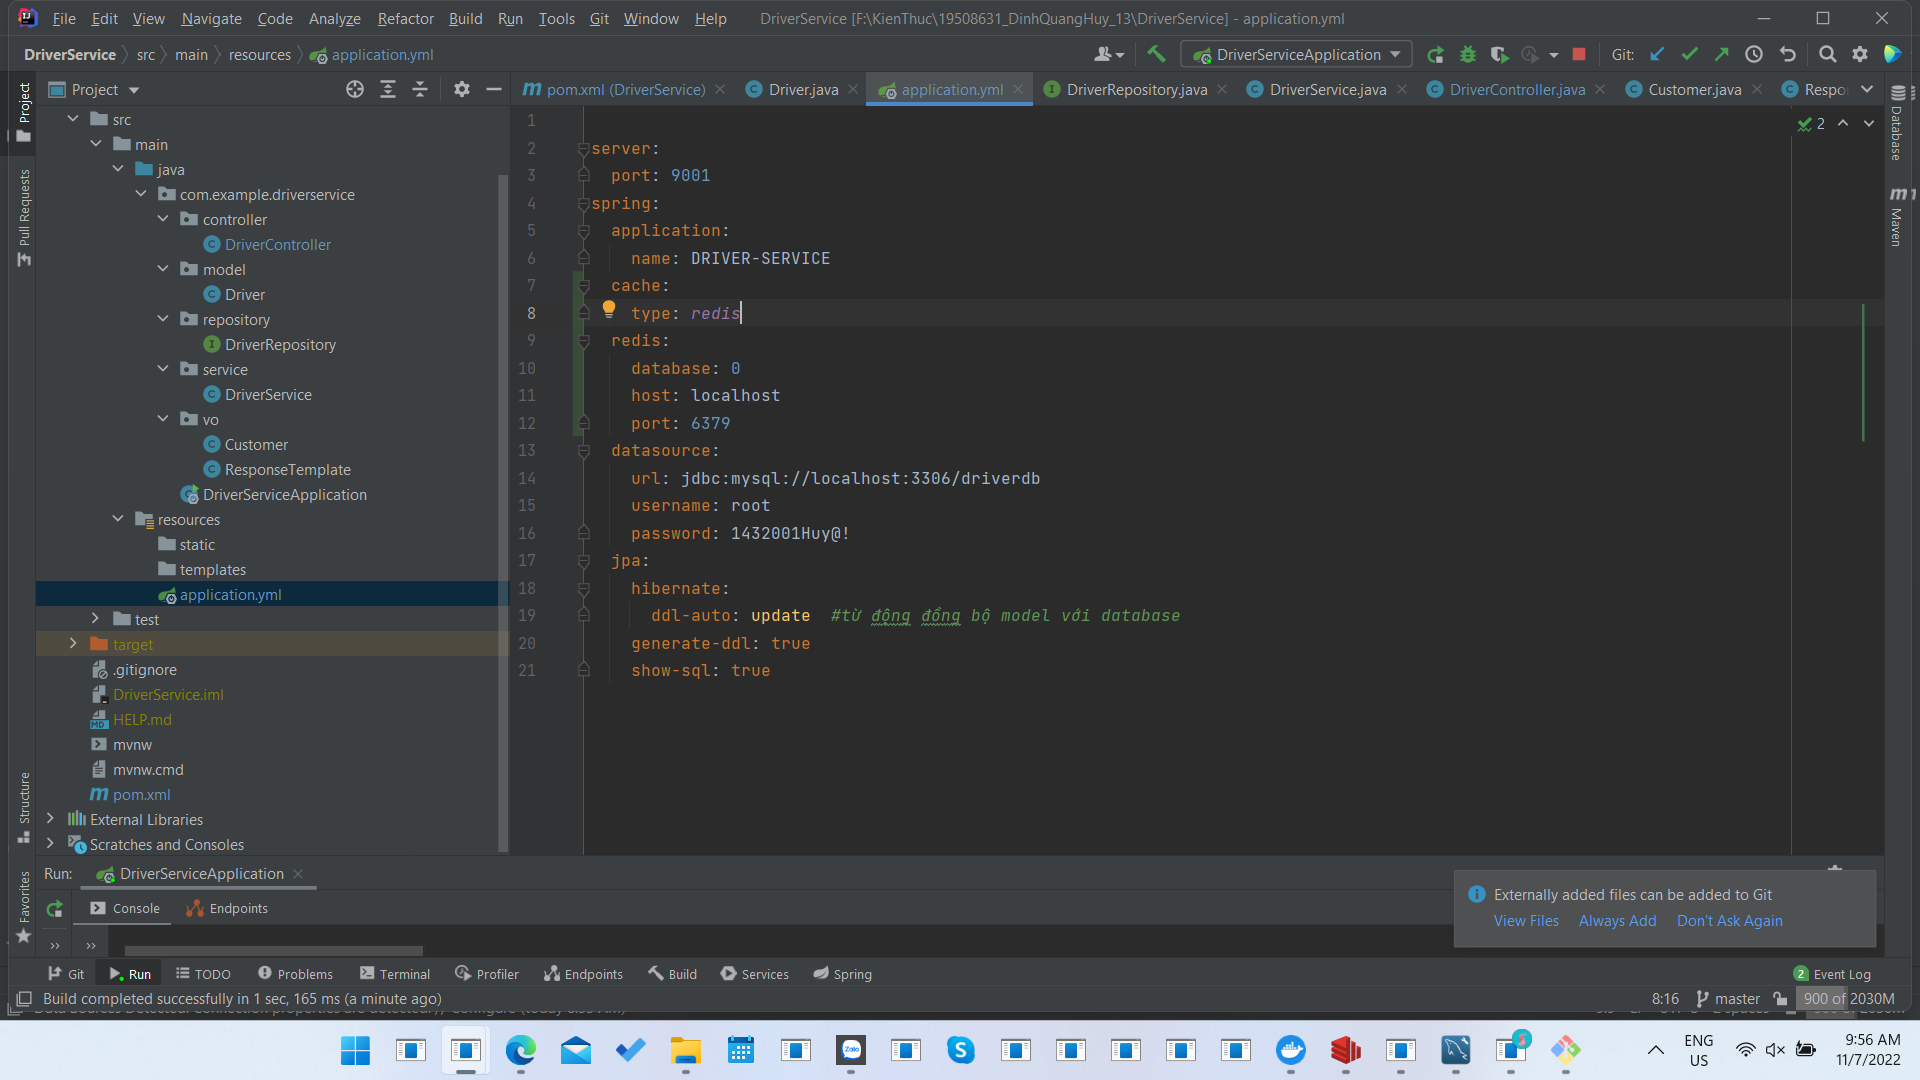 File Edit View Navigate Code Analyze Refactor Build Run Tools Git Window Help DriverService [F:\KienThuc\19508631_DinhQuangHuy_13\DriverService] - application.yml
DriverService src main resources application.yml DriverServiceApplication Git:
Project
pom.xml (DriverService) Driver.java application.yml DriverRepository.java DriverService.java DriverController.java Customer.java Respo
Project
Pull Requests
Structure
Favorites
src
main
java
com.example.driverservice
controller
DriverController
model
Driver
repository
DriverRepository
service
DriverService
vo
Customer
ResponseTemplate
DriverServiceApplication
resources
static
templates
application.yml
test
target
.gitignore
DriverService.iml
HELP.md
mvnw
mvnw.cmd
pom.xml
External Libraries
Scratches and Consoles
1
2 server:
3 port: 9001
4 spring:
5 application:
6 name: DRIVER-SERVICE
7 cache:
8 type: redis
9 redis:
10 database: 0
11 host: localhost
12 port: 6379
13 datasource:
14 url: jdbc:mysql://localhost:3306/driverdb
15 username: root
16 password: 1432001Huy@!
17 jpa:
18 hibernate:
19 ddl-auto: update #từ động đồng bộ model với database
20 generate-ddl: true
21 show-sql: true
2
Database
Maven
Run: DriverServiceApplication
Console Endpoints
Externally added files can be added to Git
View Files Always Add Don't Ask Again
Git Run TODO Problems Terminal Profiler Endpoints Build Services Spring 2 Event Log
Build completed successfully in 1 sec, 165 ms (a minute ago) 8:16 master 900 of 2030M
Zalo
ENG
US
9:56 AM
11/7/2022